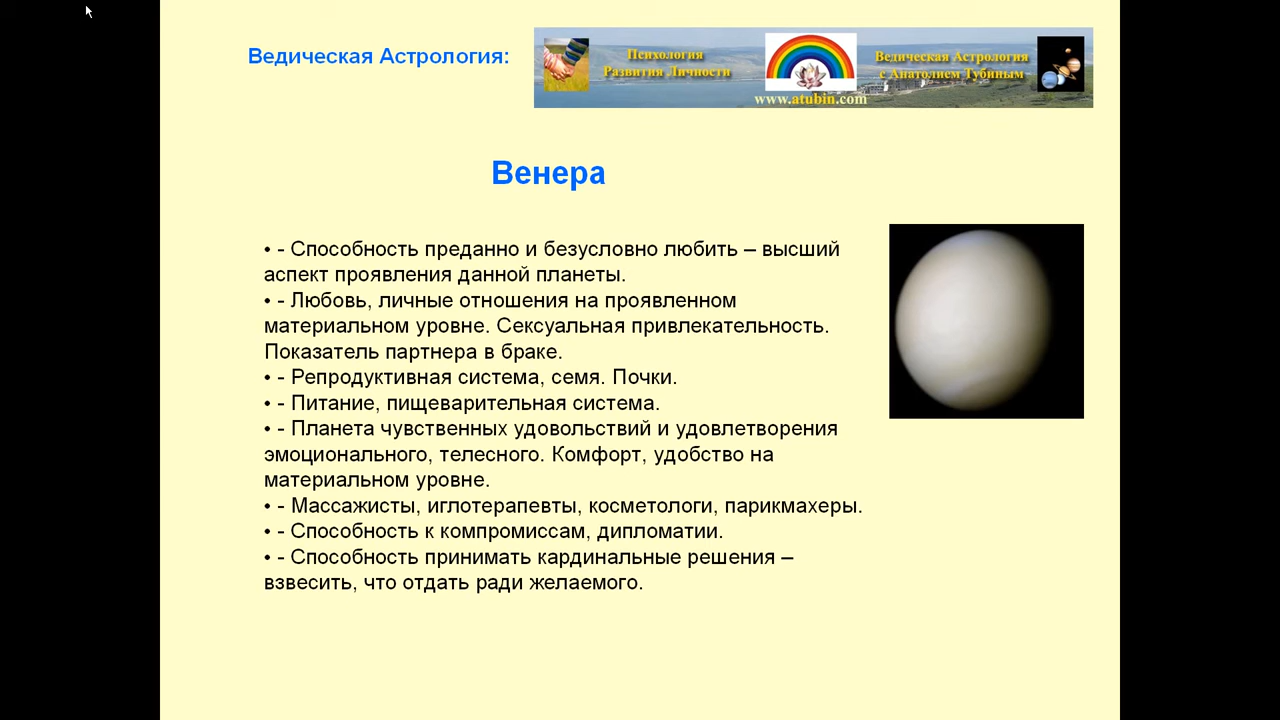 Ведическая Астрология:
Психология
Развития Личности
Ведическая Астрология
с Анатолием Тубиным
www.atubin.com
Венера
• - Способность преданно и безусловно любить – высший
аспект проявления данной планеты.
• - Любовь, личные отношения на проявленном
материальном уровне. Сексуальная привлекательность.
Показатель партнера в браке.
• - Репродуктивная система, семя. Почки.
• - Питание, пищеварительная система.
• - Планета чувственных удовольствий и удовлетворения
эмоционального, телесного. Комфорт, удобство на
материальном уровне.
• - Массажисты, иглотерапевты, косметологи, парикмахеры.
• - Способность к компромиссам, дипломатии.
• - Способность принимать кардинальные решения –
взвесить, что отдать ради желаемого.